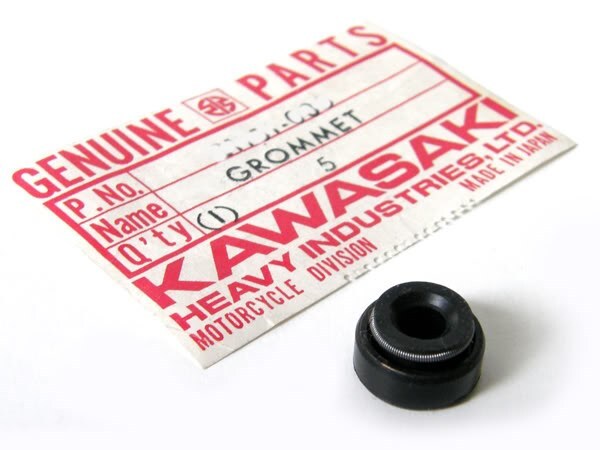 GENUINE PARTS
P. No.
Name GROMMET
Q'ty (1) 5
KAWASAKI
HEAVY INDUSTRIES, LTD.
MOTORCYCLE DIVISION MADE IN JAPAN